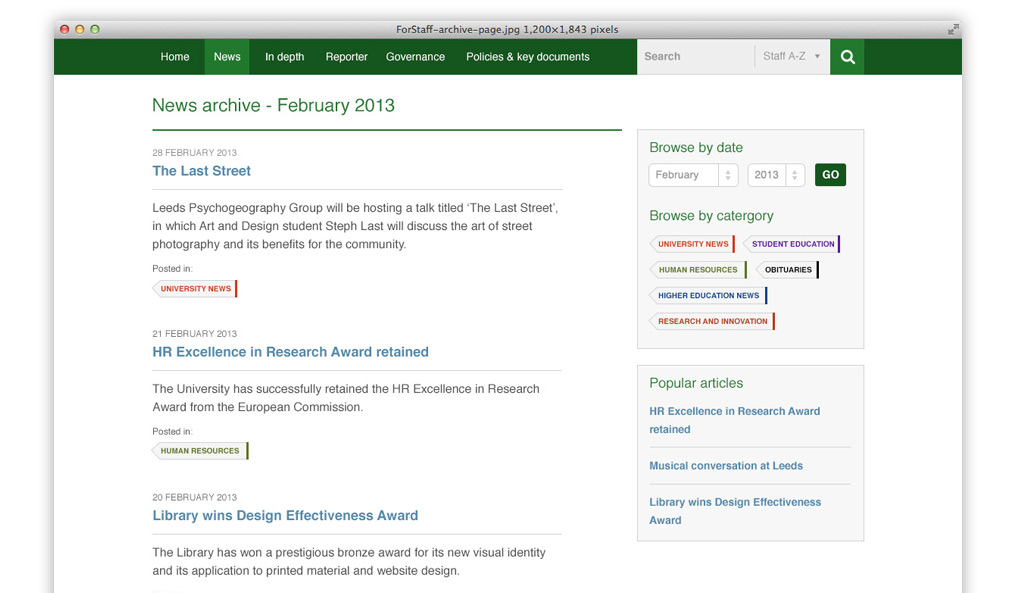 ForStaff-archive-page.jpg 1,200×1,843 pixels
Home News In depth Reporter Governance Policies & key documents Search Staff A-Z
News archive - February 2013
28 FEBRUARY 2013
The Last Street
Leeds Psychogeography Group will be hosting a talk titled ‘The Last Street’,
in which Art and Design student Steph Last will discuss the art of street
photography and its benefits for the community.
Posted in:
UNIVERSITY NEWS
21 FEBRUARY 2013
HR Excellence in Research Award retained
The University has successfully retained the HR Excellence in Research
Award from the European Commission.
Posted in:
HUMAN RESOURCES
20 FEBRUARY 2013
Library wins Design Effectiveness Award
The Library has won a prestigious bronze award for its new visual identity
and its application to printed material and website design.
Browse by date
February 2013 GO
Browse by catergory
UNIVERSITY NEWS STUDENT EDUCATION
HUMAN RESOURCES OBITUARIES
HIGHER EDUCATION NEWS
RESEARCH AND INNOVATION
Popular articles
HR Excellence in Research Award
retained
Musical conversation at Leeds
Library wins Design Effectiveness
Award